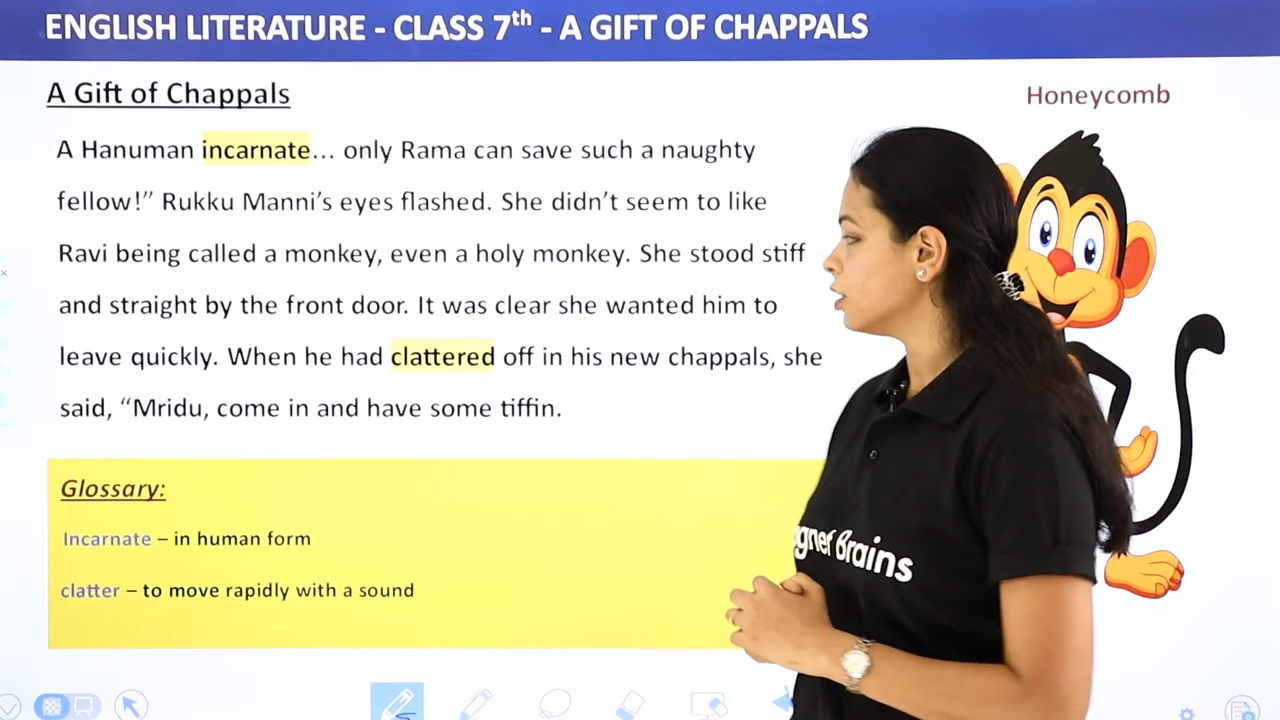 ENGLISH LITERATURE - CLASS 7th - A GIFT OF CHAPPALS
A Gift of Chappals
Honeycomb
A Hanuman incarnate... only Rama can save such a naughty
fellow!” Rukku Manni’s eyes flashed. She didn’t seem to like
Ravi being called a monkey, even a holy monkey. She stood stiff
and straight by the front door. It was clear she wanted him to
leave quickly. When he had clattered off in his new chappals, she
said, “Mridu, come in and have some tiffin.
Glossary:
Incarnate – in human form
clatter – to move rapidly with a sound
Brains